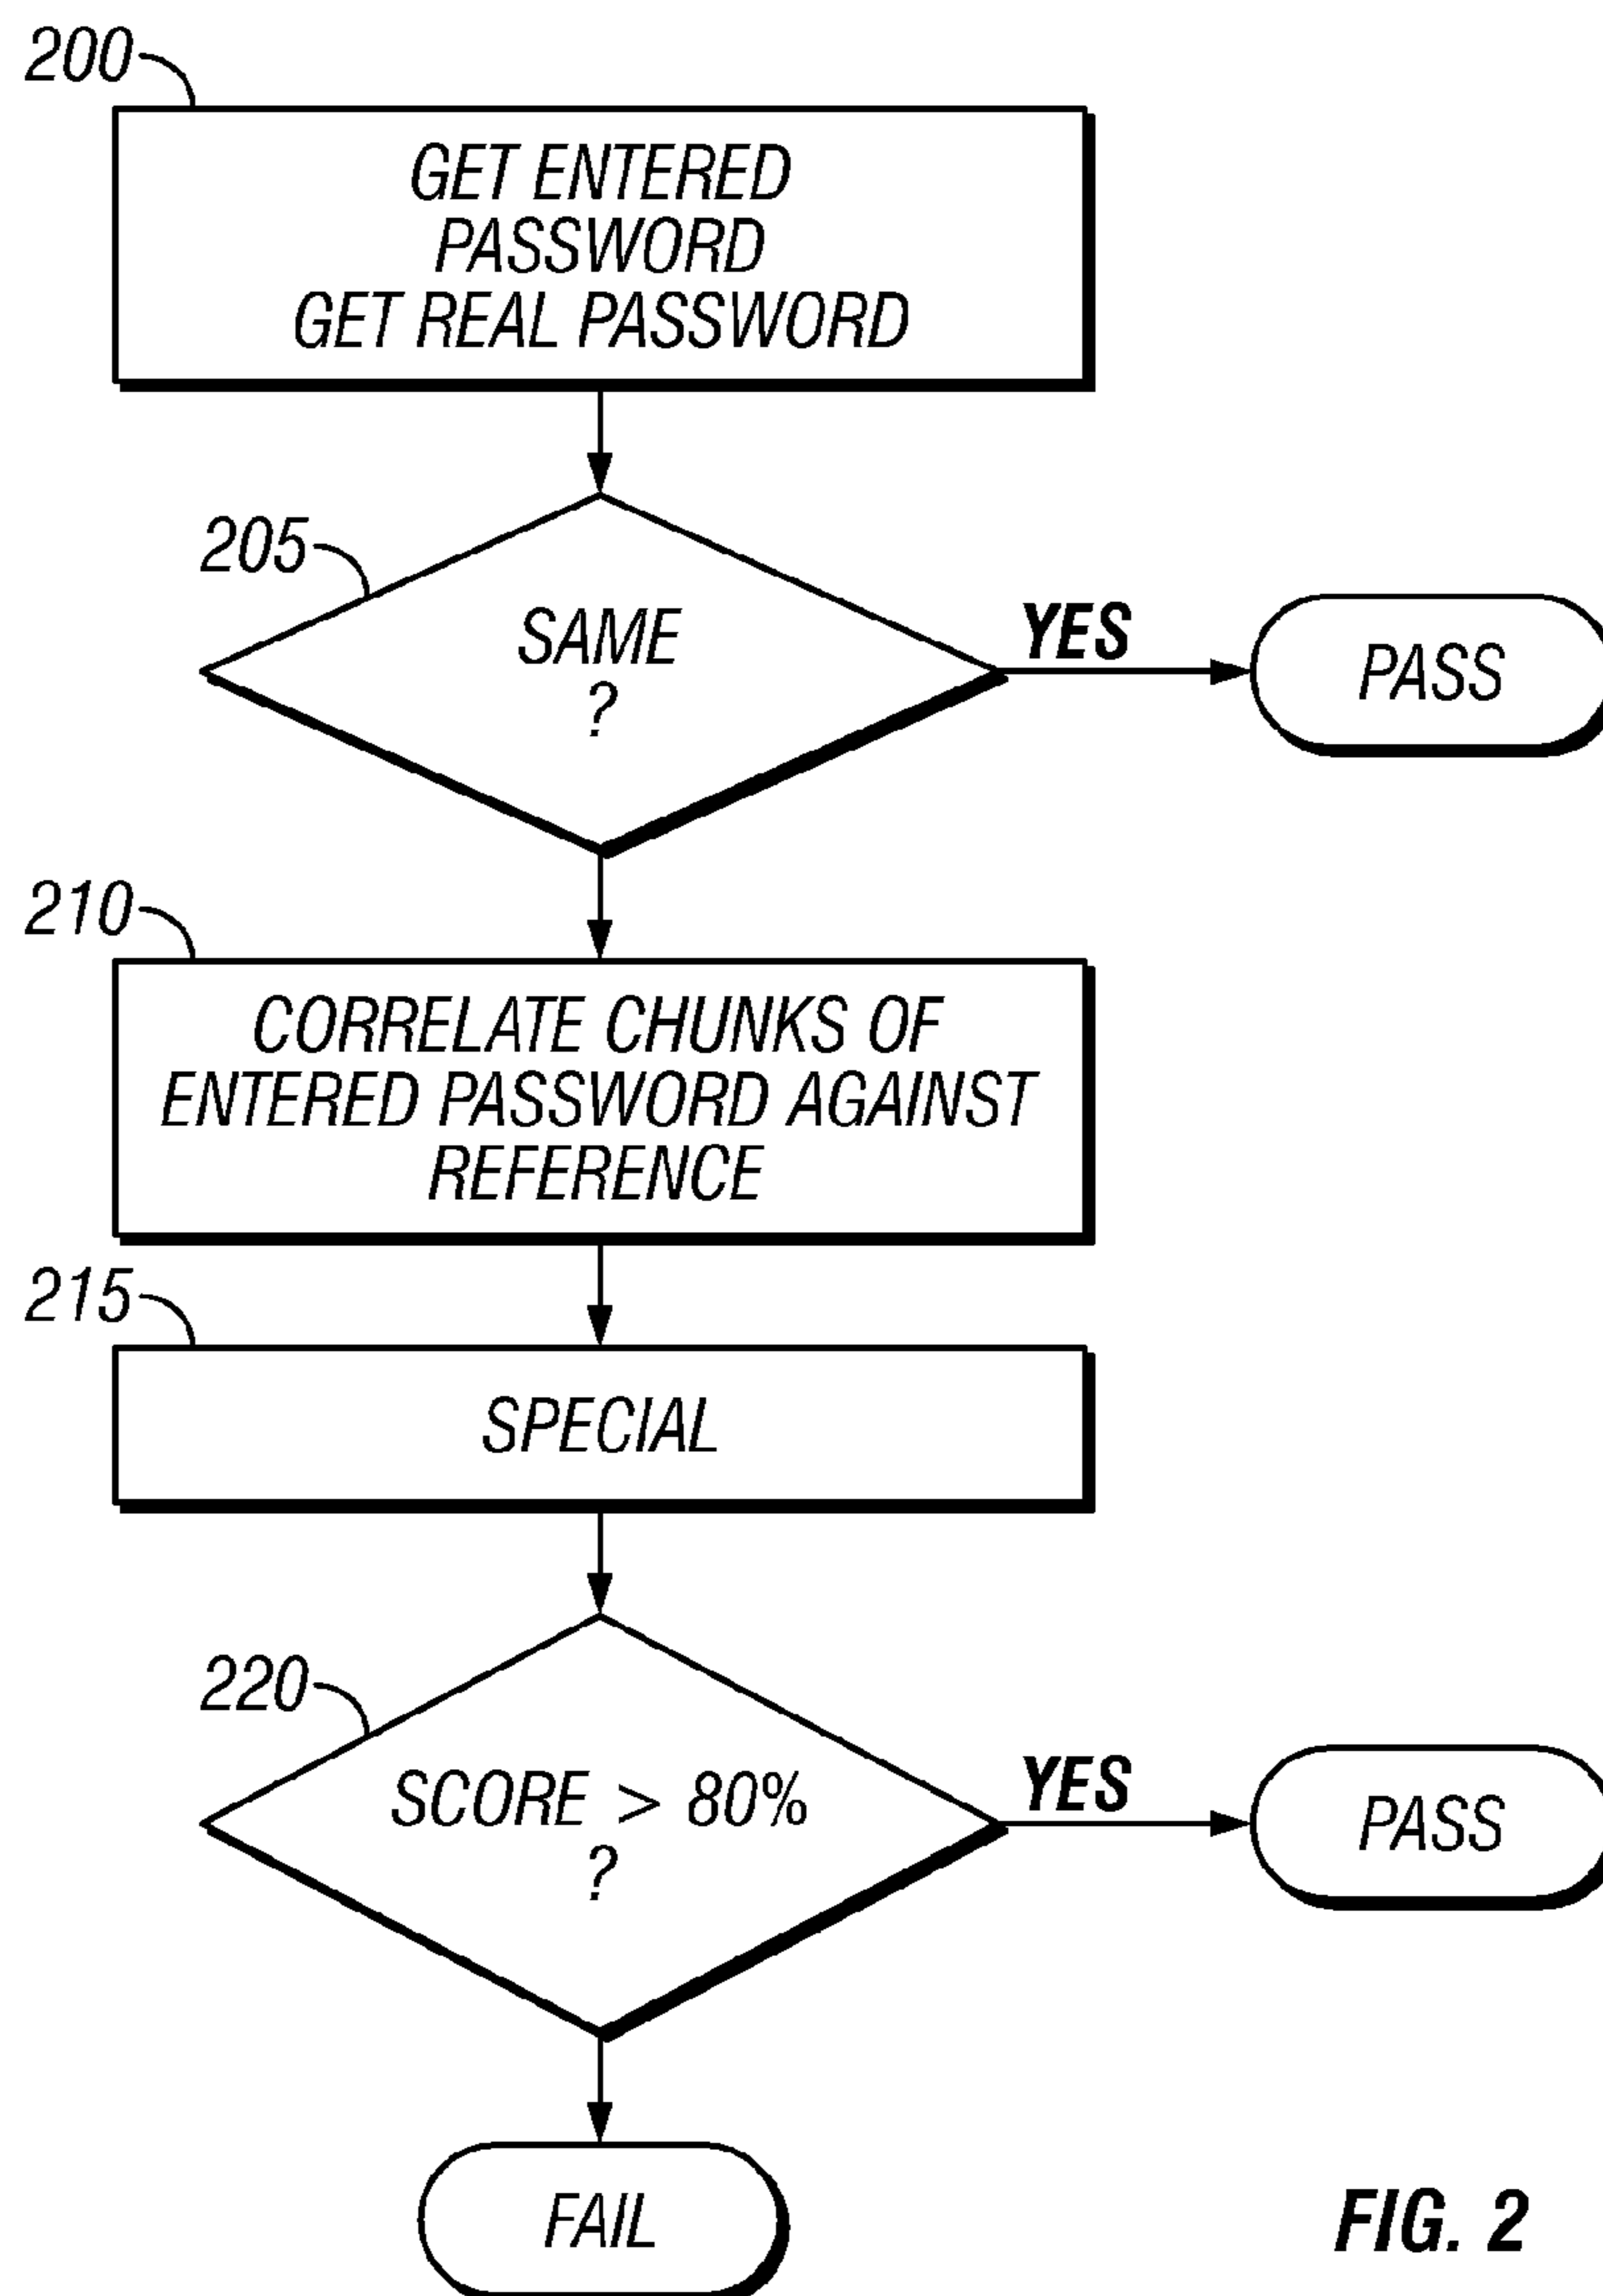 200
GET ENTERED
PASSWORD
GET REAL PASSWORD
205
SAME
?
YES
PASS
210
CORRELATE CHUNKS OF
ENTERED PASSWORD AGAINST
REFERENCE
215
SPECIAL
220
SCORE > 80%
?
YES
PASS
FAIL
FIG. 2